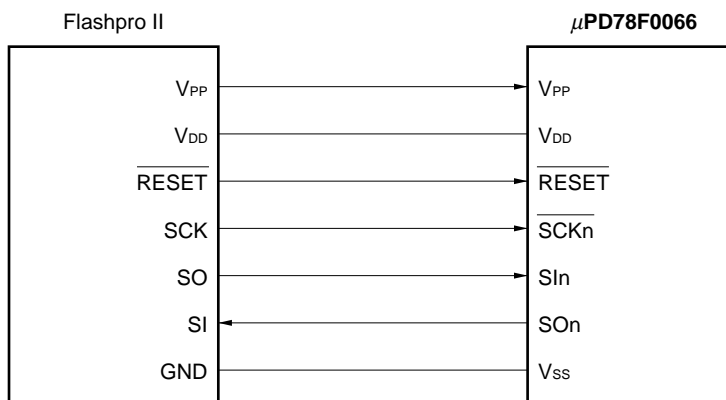 Flashpro II
μPD78F0066
VPP
VPP
VDD
VDD
RESET
RESET
SCK
SCKn
SO
SIn
SI
SOn
GND
VSS